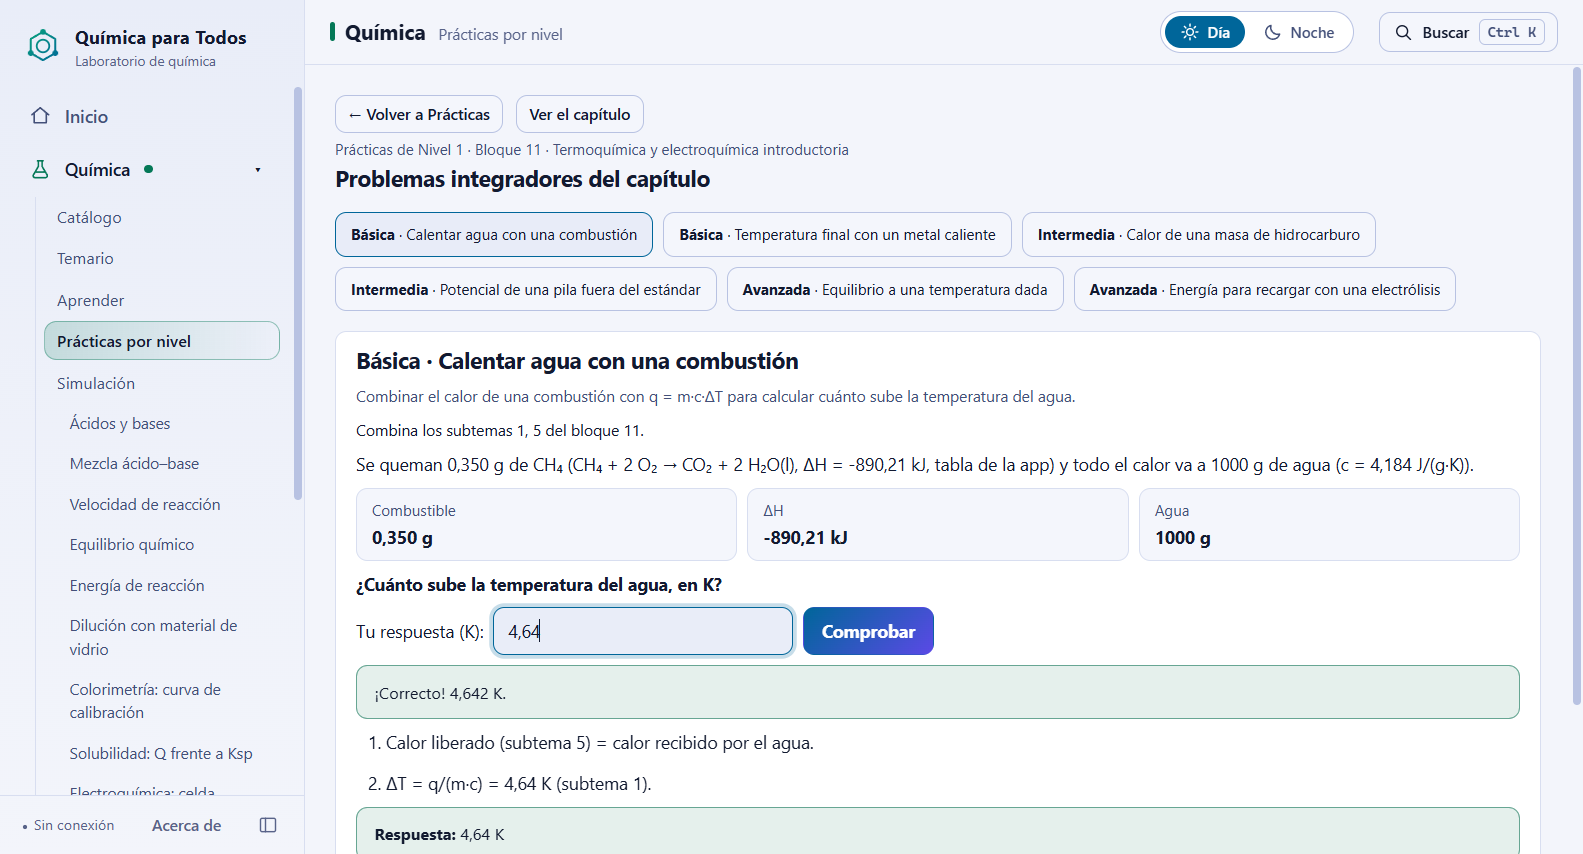 Química para Todos
Laboratorio de química
Inicio
Química
Catálogo
Temario
Aprender
Prácticas por nivel
Simulación
Ácidos y bases
Mezcla ácido–base
Velocidad de reacción
Equilibrio químico
Energía de reacción
Dilución con material de
vidrio
Colorimetría: curva de
calibración
Solubilidad: Q frente a Ksp
Electroquímica: celda
Sin conexión
Acerca de
Química Prácticas por nivel
Día
Noche
Buscar Ctrl K
← Volver a Prácticas
Ver el capítulo
Prácticas de Nivel 1 · Bloque 11 · Termoquímica y electroquímica introductoria
Problemas integradores del capítulo
Básica · Calentar agua con una combustión
Básica · Temperatura final con un metal caliente
Intermedia · Calor de una masa de hidrocarburo
Intermedia · Potencial de una pila fuera del estándar
Avanzada · Equilibrio a una temperatura dada
Avanzada · Energía para recargar con una electrólisis
Básica · Calentar agua con una combustión
Combinar el calor de una combustión con q = m·c·ΔT para calcular cuánto sube la temperatura del agua.
Combina los subtemas 1, 5 del bloque 11.
Se queman 0,350 g de CH₄ (CH₄ + 2 O₂ → CO₂ + 2 H₂O(l), ΔH = -890,21 kJ, tabla de la app) y todo el calor va a 1000 g de agua (c = 4,184 J/(g·K)).
Combustible
0,350 g
ΔH
-890,21 kJ
Agua
1000 g
¿Cuánto sube la temperatura del agua, en K?
Tu respuesta (K): 4,64 Comprobar
¡Correcto! 4,642 K.
1. Calor liberado (subtema 5) = calor recibido por el agua.
2. ΔT = q/(m·c) = 4,64 K (subtema 1).
Respuesta: 4,64 K